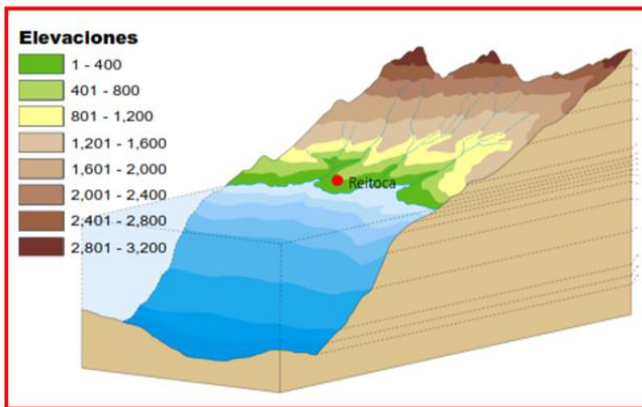 Elevaciones
1 - 400
401 - 800
801 - 1,200
1,201 - 1,600
1,601 - 2,000
2,001 - 2,400
2,401 - 2,800
2,801 - 3,200
Reitoca